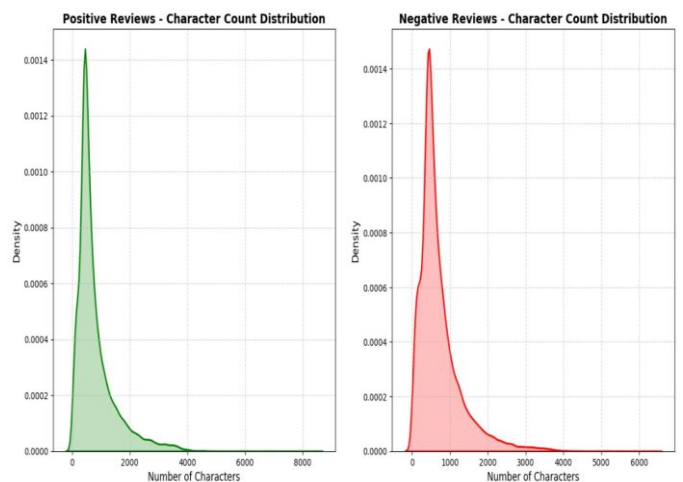 Positive Reviews - Character Count Distribution
Density
0.0014
0.0012
0.0010
0.0008
0.0006
0.0004
0.0002
0.0000
0 2000 4000 6000 8000
Number of Characters
Negative Reviews - Character Count Distribution
Density
0.0014
0.0012
0.0010
0.0008
0.0006
0.0004
0.0002
0.0000
0 1000 2000 3000 4000 5000 6000
Number of Characters